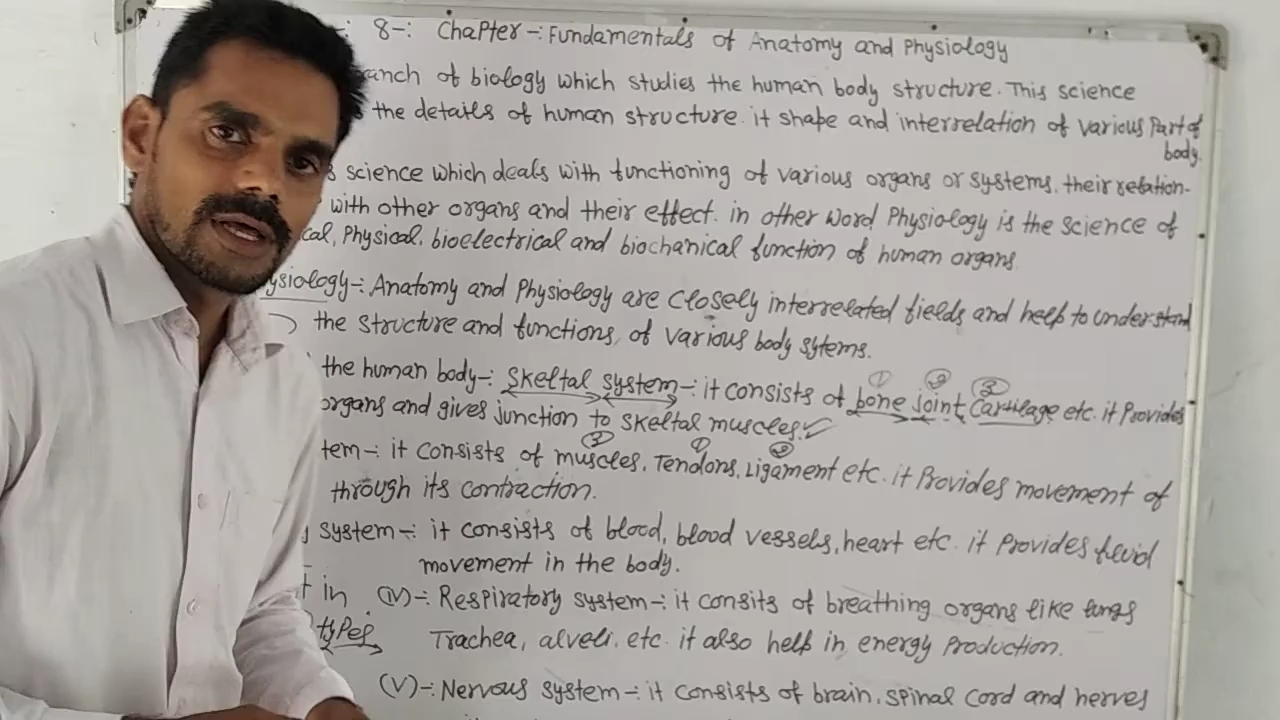 8-: Chapter-: Fundamentals of Anatomy and Physiology
anch of biology which studies the human body structure. This science
the details of human structure. it shape and interrelation of various Part of
body.
science which deals with functioning of various organs or systems. their relation-
with other organs and their effect. in other word Physiology is the science of
cal, Physical, bioelectrical and biochanical function of human organs.
ysiology-: Anatomy and Physiology are closely interrelated fields and help to understand
the structure and functions, of various body sytems.
the human body-: Skeltal system-: it consists of bone joint Cartilage etc. it Provides
organs and gives junction to skeltal muscles.
tem-: it consists of muscles, Tendons, Ligament etc. it Provides movement of
through its contraction.
system-: it consists of blood, blood vessels, heart etc. it Provides fluid
movement in the body.
in (IV)-: Respiratory system-: it consits of breathing organs like lungs
types Trachea, alveli. etc. it also help in energy Production.
(V)-: Nervous system-: it consists of brain, spinal cord and nerves